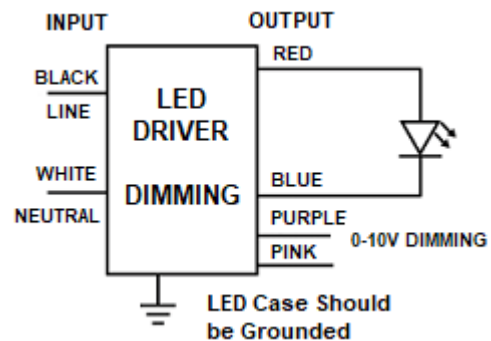 INPUT
OUTPUT
BLACK
LINE
WHITE
NEUTRAL
LED
DRIVER
DIMMING
RED
BLUE
PURPLE
PINK
0-10V DIMMING
LED Case Should
be Grounded